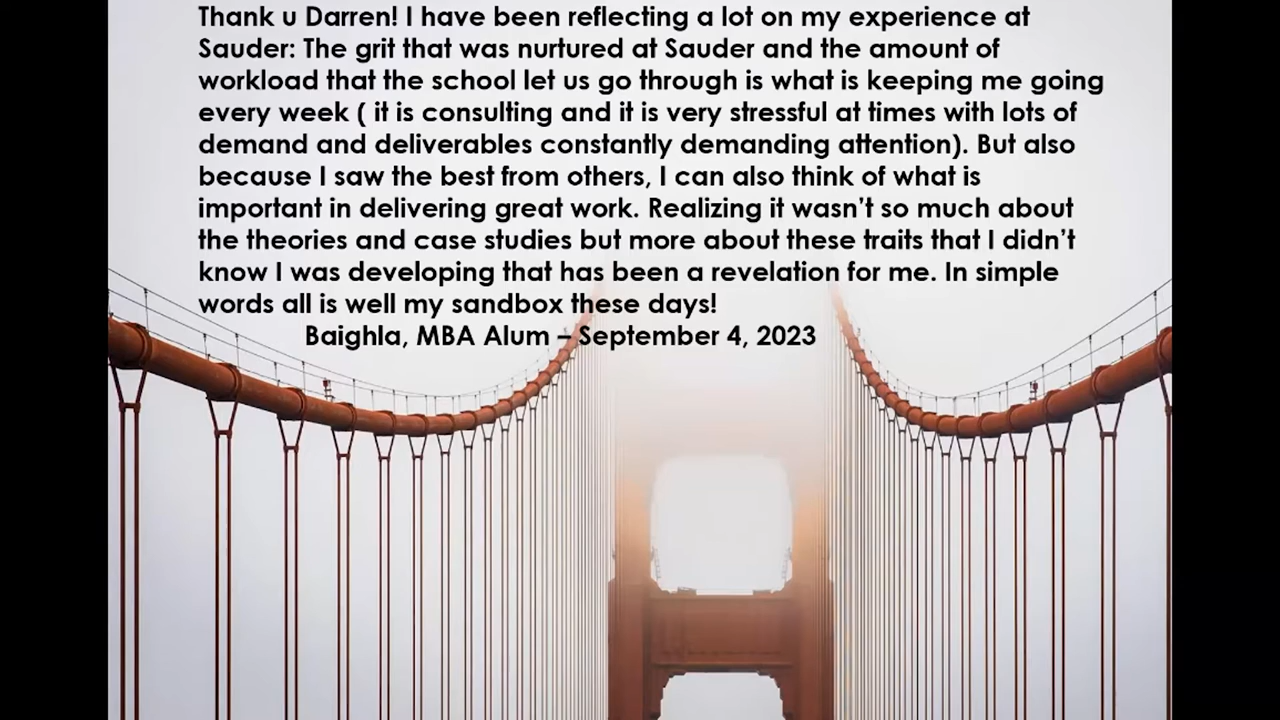 Thank u Darren! I have been reflecting a lot on my experience at
Sauder: The grit that was nurtured at Sauder and the amount of
workload that the school let us go through is what is keeping me going
every week ( it is consulting and it is very stressful at times with lots of
demand and deliverables constantly demanding attention). But also
because I saw the best from others, I can also think of what is
important in delivering great work. Realizing it wasn’t so much about
the theories and case studies but more about these traits that I didn’t
know I was developing that has been a revelation for me. In simple
words all is well my sandbox these days!
Baighla, MBA Alum – September 4, 2023